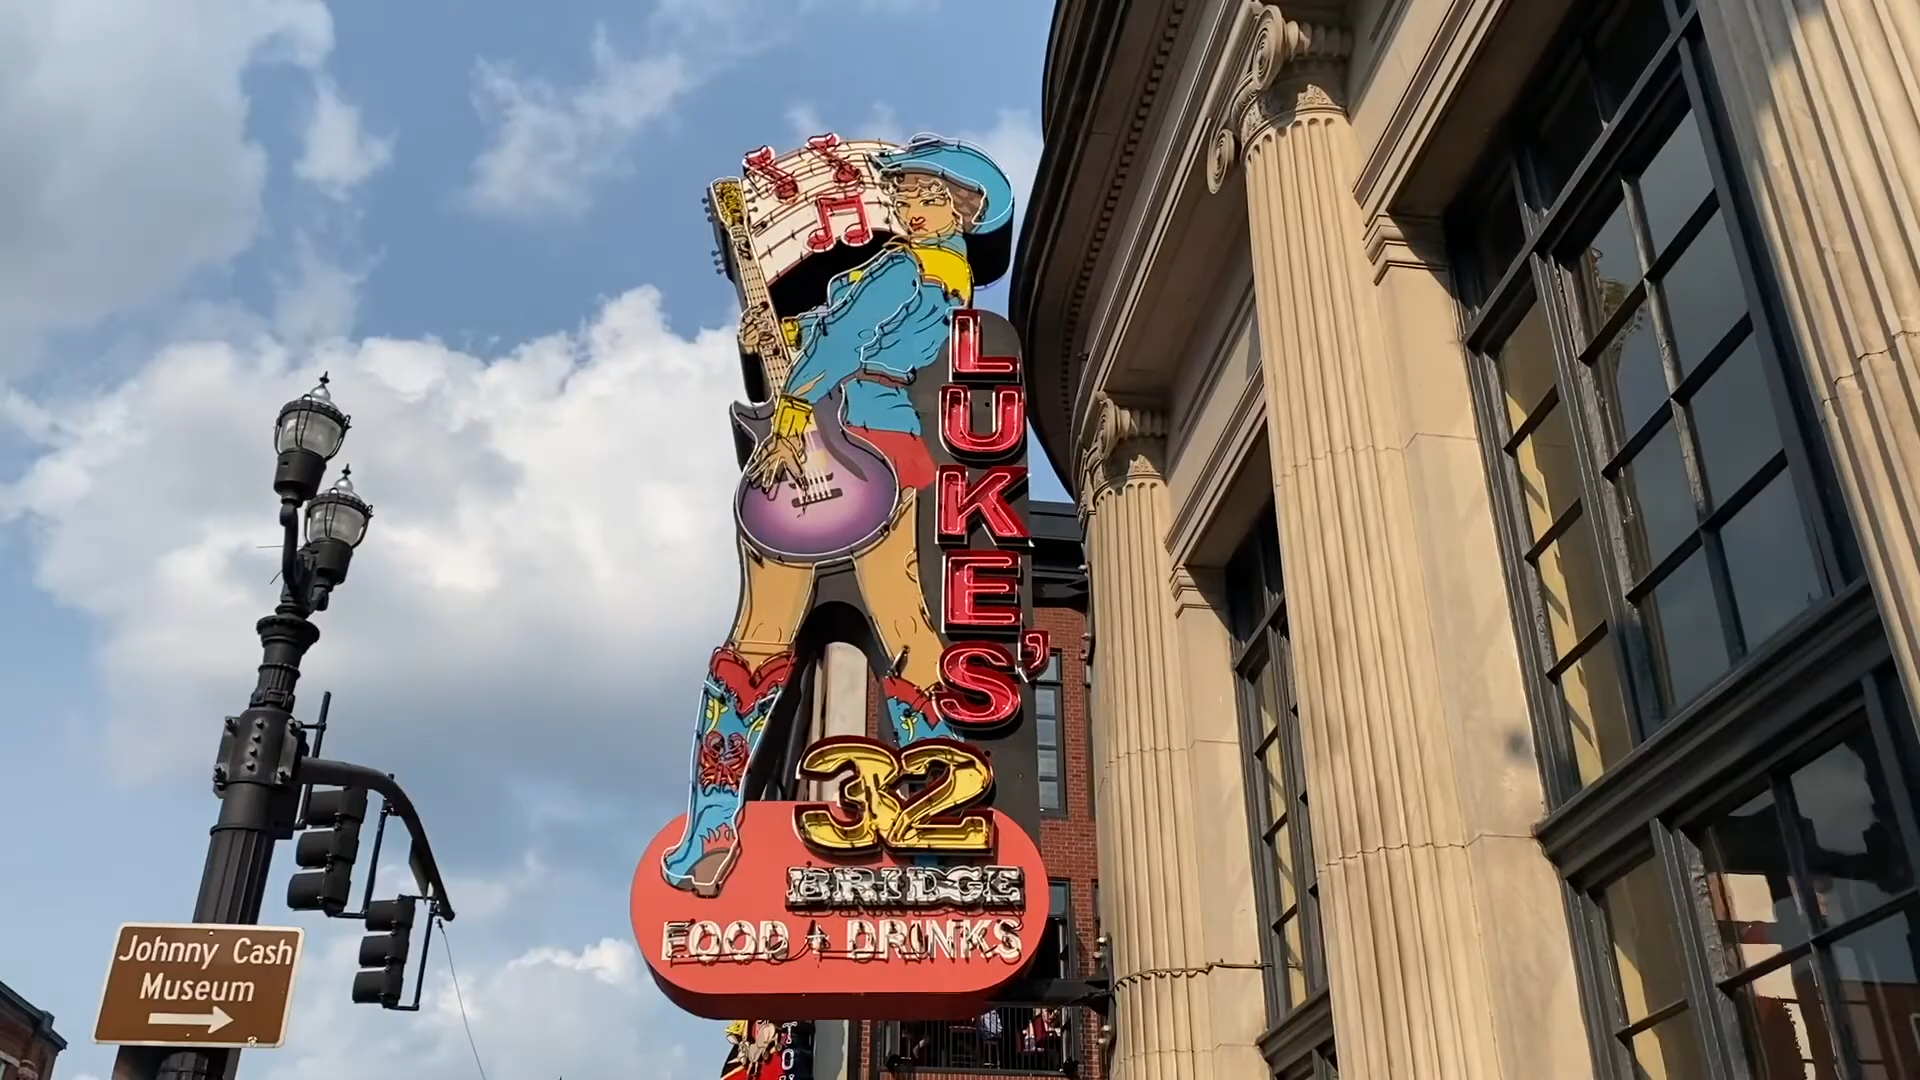 LUKE'S
32
BRIDGE
FOOD + DRINKS
Johnny Cash
Museum